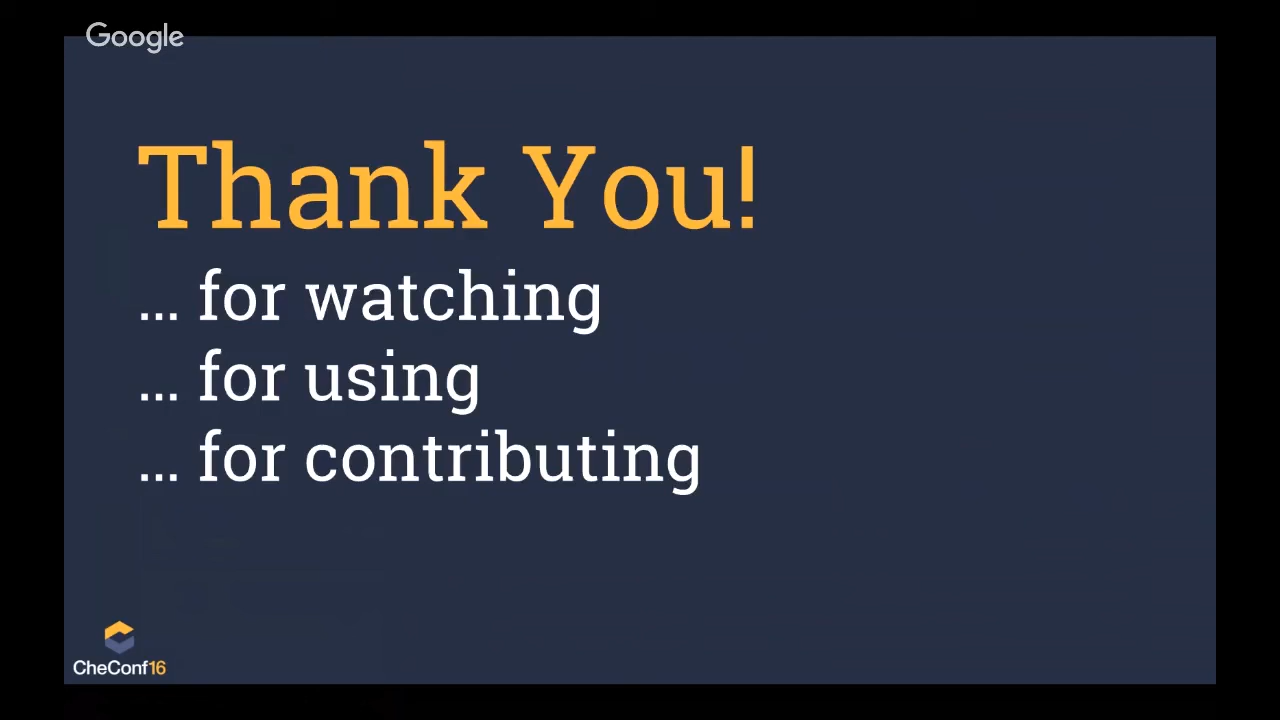 Google
Thank You!
... for watching
... for using
... for contributing
CheConf16